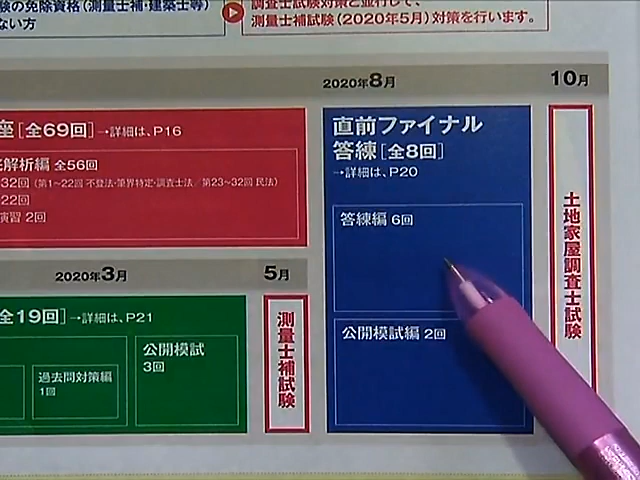 験の免除資格(測量士補・建築士等)
ない方
調査士試験対策と並行して、
測量士補試験(2020年5月)対策を行います。
2020年8月
10月
座[全69回]→詳細は、P16
解析編 全56回
32回(第1~22回 不登法・筆界特定・調査士法/第23~32回 民法)
22回
演習 2回
直前ファイナル
答練[全8回]
→詳細は、P20
答練編 6回
公開模試編 2回
土地家屋調査士試験
2020年3月
5月
全19回]→詳細は、P21
過去問対策編
1回
公開模試
3回
測量士補試験